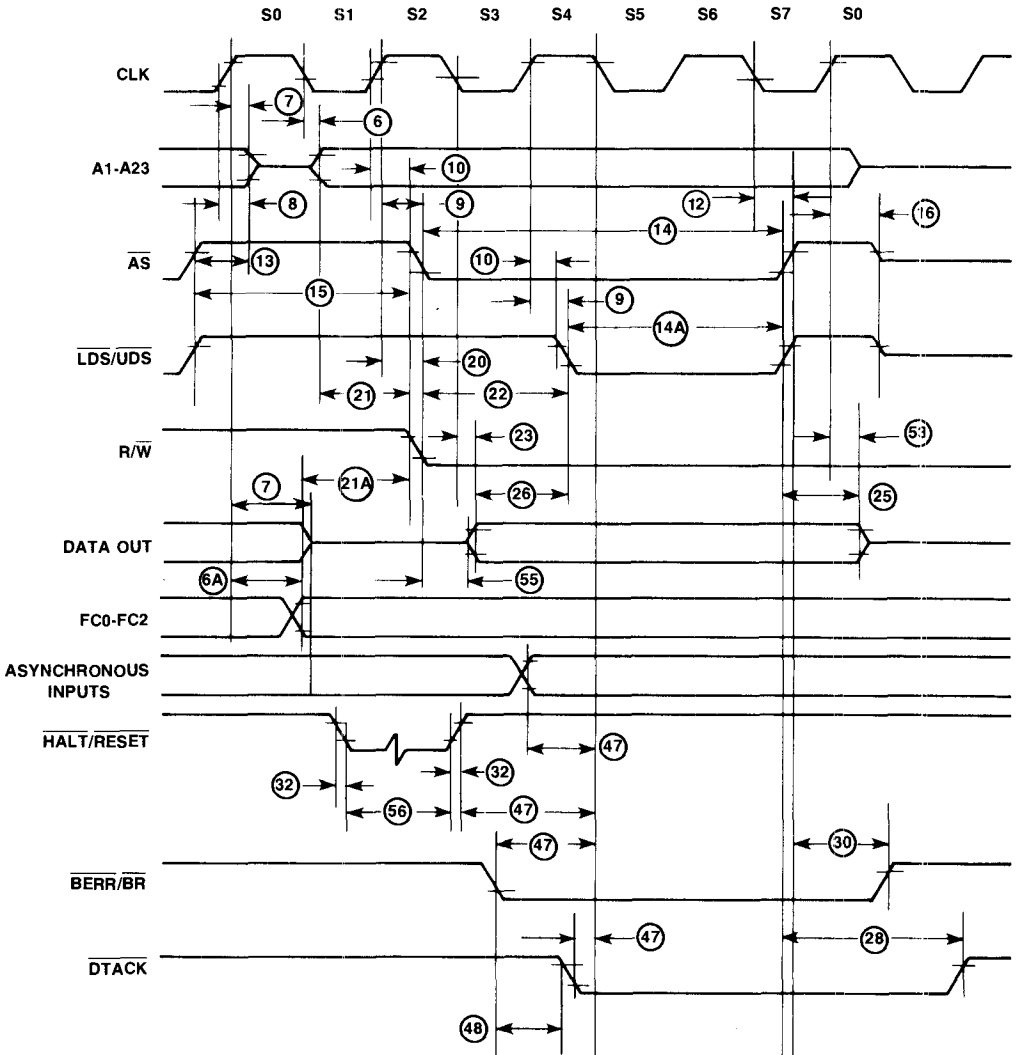 S0 S1 S2 S3 S4 S5 S6 S7 S0
CLK
7
6
A1-A23
10
8
9
12
16
14
AS
13
10
15
9
14A
LDS/UDS
20
21
22
R/W
23
53
21A
7
26
25
DATA OUT
6A
55
FC0-FC2
ASYNCHRONOUS
INPUTS
HALT/RESET
47
32
32
56
47
47
30
BERR/BR
47
28
DTACK
48